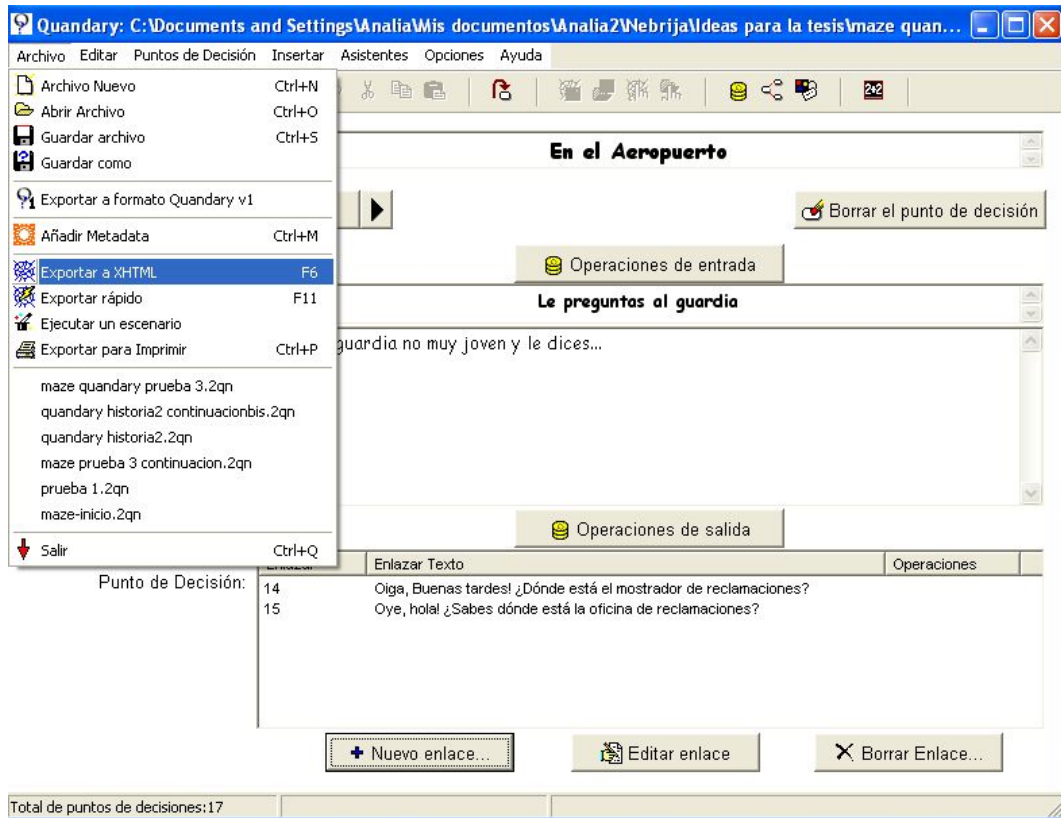 Quandary: C:\Documents and Settings\Analia\Mis documentos\Analia2\Nebrija\Ideas para la tesis\maze quan...
Archivo Editar Puntos de Decisión Insertar Asistentes Opciones Ayuda
Archivo Nuevo Ctrl+N
Abrir Archivo Ctrl+O
Guardar archivo Ctrl+S
Guardar como
Exportar a formato Quandary v1
Añadir Metadata Ctrl+M
Exportar a XHTML F6
Exportar rápido F11
Ejecutar un escenario
Exportar para Imprimir Ctrl+P
maze quandary prueba 3.2qn
quandary historia2 continuacionbis.2qn
quandary historia2.2qn
maze prueba 3 continuacion.2qn
prueba 1.2qn
maze-inicio.2qn
Salir Ctrl+Q
En el Aeropuerto
Borrar el punto de decisión
Operaciones de entrada
Le preguntas al guardia
guardia no muy joven y le dices...
Operaciones de salida
Punto de Decisión:
Enlazar Texto Operaciones
14 Oiga, Buenas tardes! ¿Dónde está el mostrador de reclamaciones?
15 Oye, hola! ¿Sabes dónde está la oficina de reclamaciones?
Nuevo enlace... Editar enlace Borrar Enlace...
Total de puntos de decisiones:17